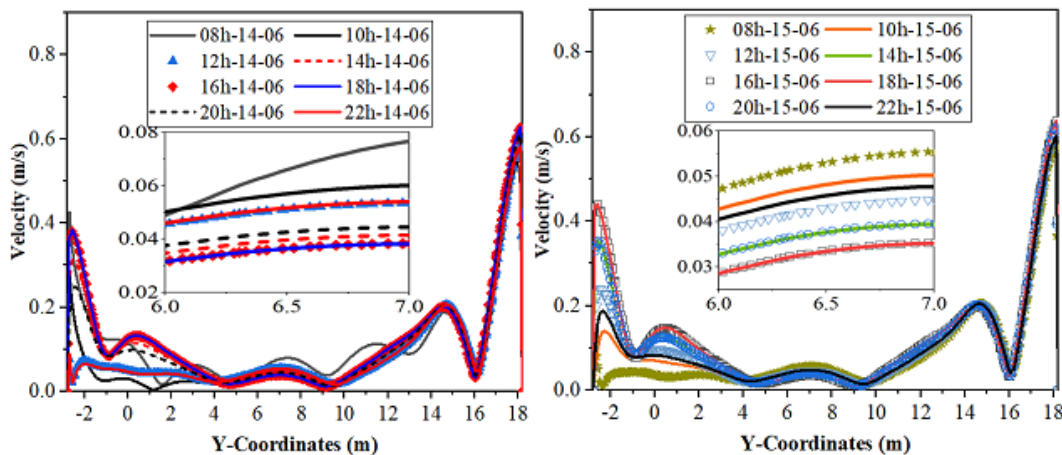 0.8
0.6
0.4
0.2
0.0
Velocity (m/s)
08h-14-06 10h-14-06
12h-14-06 14h-14-06
16h-14-06 18h-14-06
20h-14-06 22h-14-06
0.08
0.06
0.04
0.02
6.0 6.5 7.0
-2 0 2 4 6 8 10 12 14 16 18
Y-Coordinates (m)
0.8
0.6
0.4
0.2
0.0
Velocity (m/s)
08h-15-06 10h-15-06
12h-15-06 14h-15-06
16h-15-06 18h-15-06
20h-15-06 22h-15-06
0.06
0.05
0.04
0.03
6.0 6.5 7.0
-2 0 2 4 6 8 10 12 14 16 18
Y-Coordinates (m)